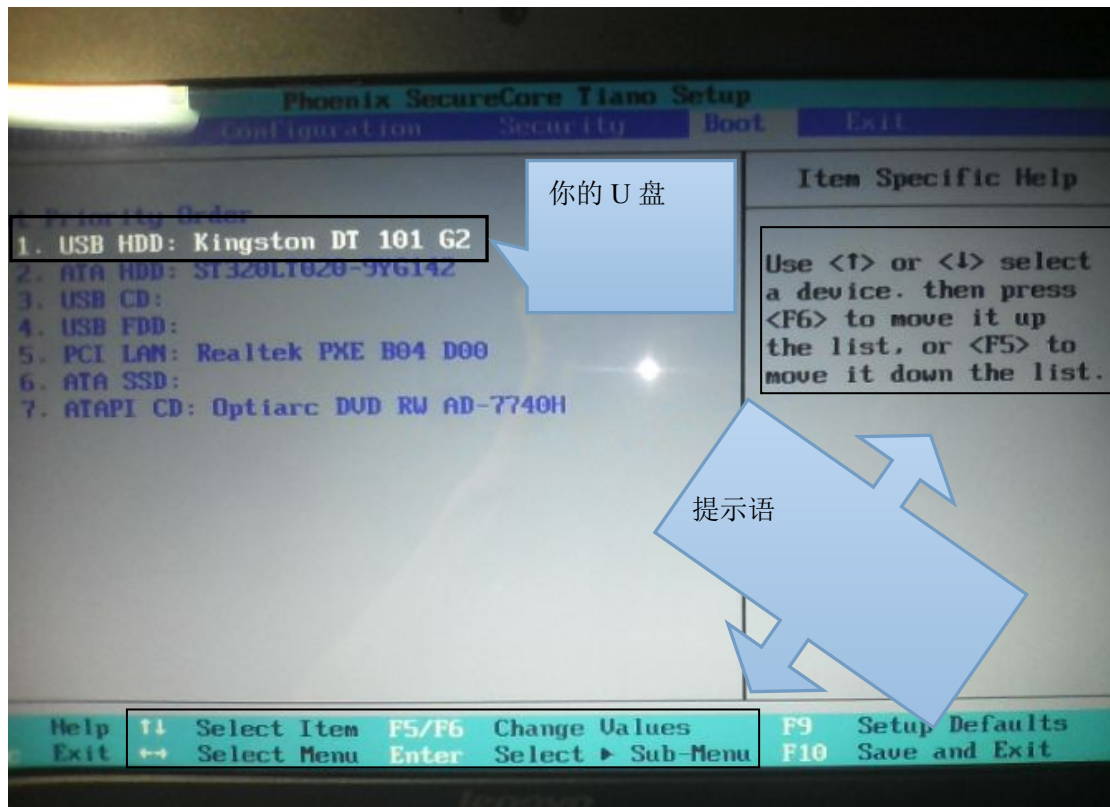 Phoenix SecureCore Tiano Setup
Configuration Security Boot Exit
Item Specific Help
你的 U 盘
Priority Order
1. USB HDD: Kingston DT 101 G2
2. ATA HDD: ST320LT020-9YG142
3. USB CD:
4. USB FDD:
5. PCI LAN: Realtek PXE B04 D00
6. ATA SSD:
7. ATAPI CD: Optiarc DVD RW AD-7740H
Use <↑> or <↓> select
a device. then press
<F6> to move it up
the list, or <F5> to
move it down the list.
提示语
Help ↑↓ Select Item F5/F6 Change Values F9 Setup Defaults
Exit ↔ Select Menu Enter Select ▶ Sub-Menu F10 Save and Exit
lenovo